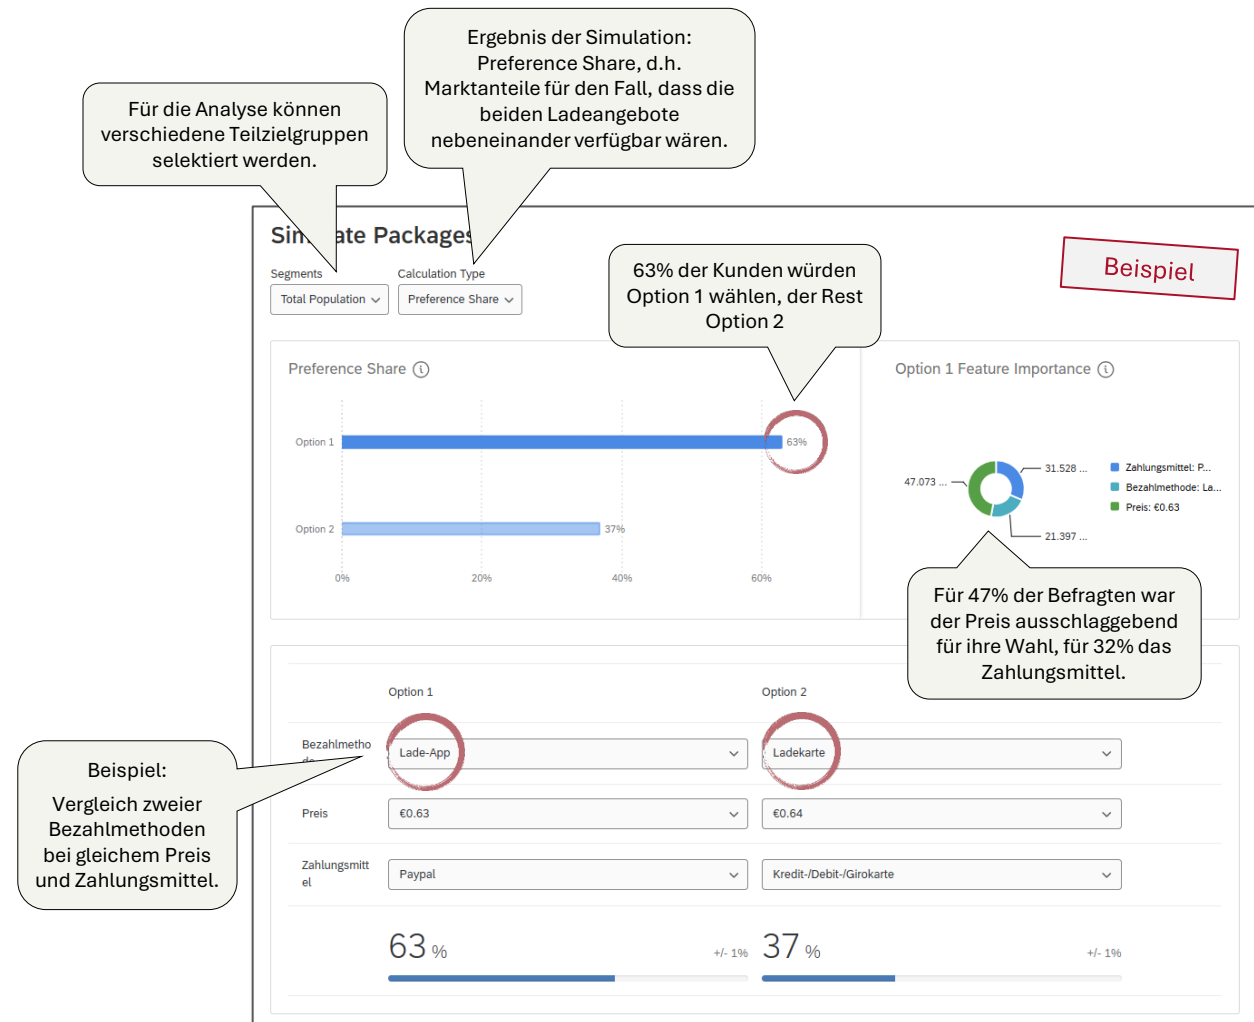 Ergebnis der Simulation:
Preference Share, d.h.
Marktanteile für den Fall, dass die
beiden Ladeangebote
nebeneinander verfügbar wären.
Für die Analyse können
verschiedene Teilzielgruppen
selektiert werden.
Packages
Segments
Calculation Type
Total Population
Preference Share
63% der Kunden würden
Option 1 wählen, der Rest
Option 2
Beispiel
Preference Share
Option 1
63%
Option 2
37%
0%
20%
40%
60%
Option 1 Feature Importance
47.073 ...
31.528 ...
21.397 ...
Zahlungsmittel: P...
Bezahlmethode: La...
Preis: €0.63
Für 47% der Befragten war
der Preis ausschlaggebend
für ihre Wahl, für 32% das
Zahlungsmittel.
Option 1
Option 2
Bezahlmetho
Lade-App
Ladekarte
Preis
€0.63
€0.64
Zahlungsmitt
el
Paypal
Kredit-/Debit-/Girokarte
63 %
+/- 1%
37 %
+/- 1%
Beispiel:
Vergleich zweier
Bezahlmethoden
bei gleichem Preis
und Zahlungsmittel.